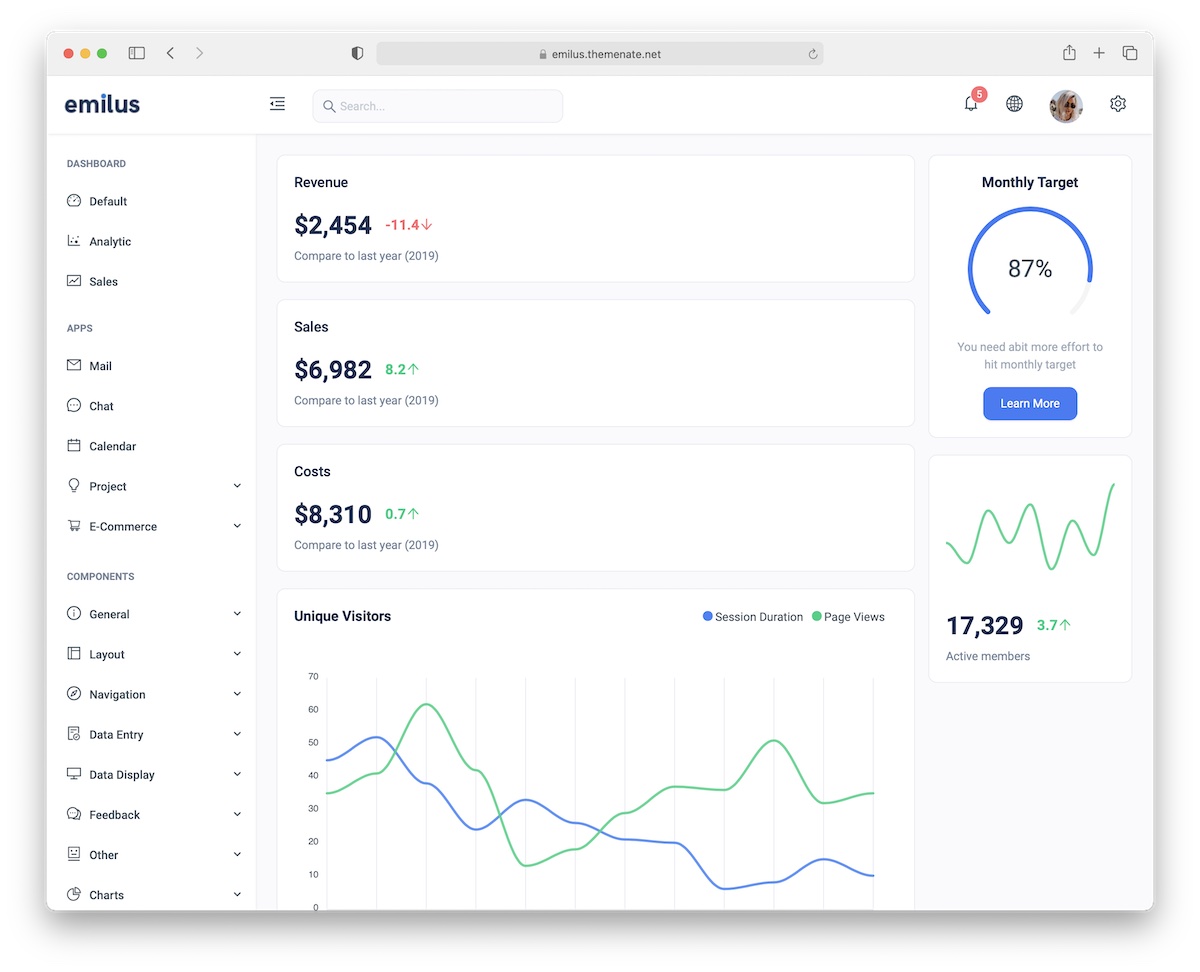 emilus.themenate.net
emilus
Search...
5
DASHBOARD
Default
Analytic
Sales
APPS
Mail
Chat
Calendar
Project
E-Commerce
COMPONENTS
General
Layout
Navigation
Data Entry
Data Display
Feedback
Other
Charts
Revenue
$2,454 -11.4↓
Compare to last year (2019)
Sales
$6,982 8.2↑
Compare to last year (2019)
Costs
$8,310 0.7↑
Compare to last year (2019)
Unique Visitors
Session Duration Page Views
70
60
50
40
30
20
10
0
Monthly Target
87%
You need abit more effort to
hit monthly target
Learn More
17,329 3.7↑
Active members